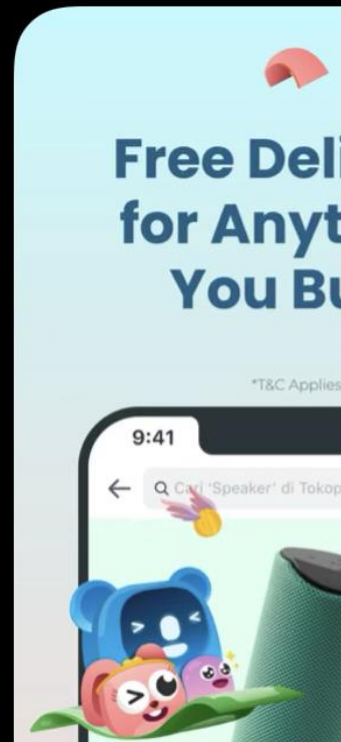 Free Deli
for Anyt
You Bu
*T&C Applies
9:41
Cari 'Speaker' di Tokop